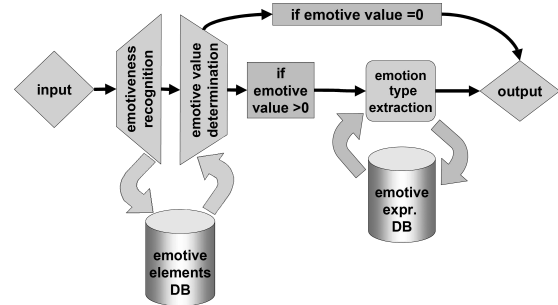 if emotive value =0
input
emotiveness
recognition
emotive value
determination
if
emotive
value >0
emotion
type
extraction
output
emotive
elements
DB
emotive
expr.
DB